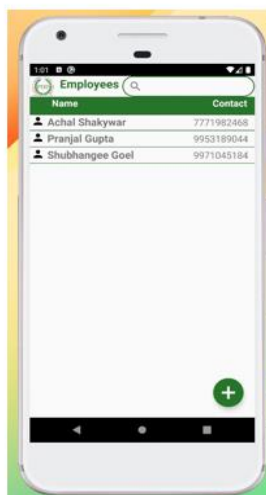 1:01
Employees
Name Contact
Achal Shakywar 7771982468
Pranjal Gupta 9953189044
Shubhangee Goel 9971045184